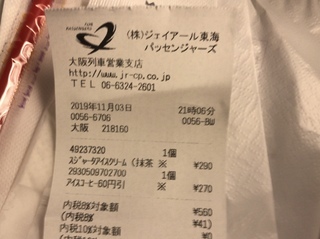 (株)ジェイアール東海
パッセンジャーズ
大阪列車営業支店
http://www.jr-cp.co.jp
TEL 06-6324-2601
2019年11月03日 21時06分
0056-6706 0056-BW
大阪 218160
49237320 1個
スジャータアイスクリーム (抹茶 ※ ¥290
2930509702700 1個
アイスコーヒー60円引 ※ ¥270
内税8%対象額 ¥560
(内税8% ¥41)
内税10%対象額 ¥0